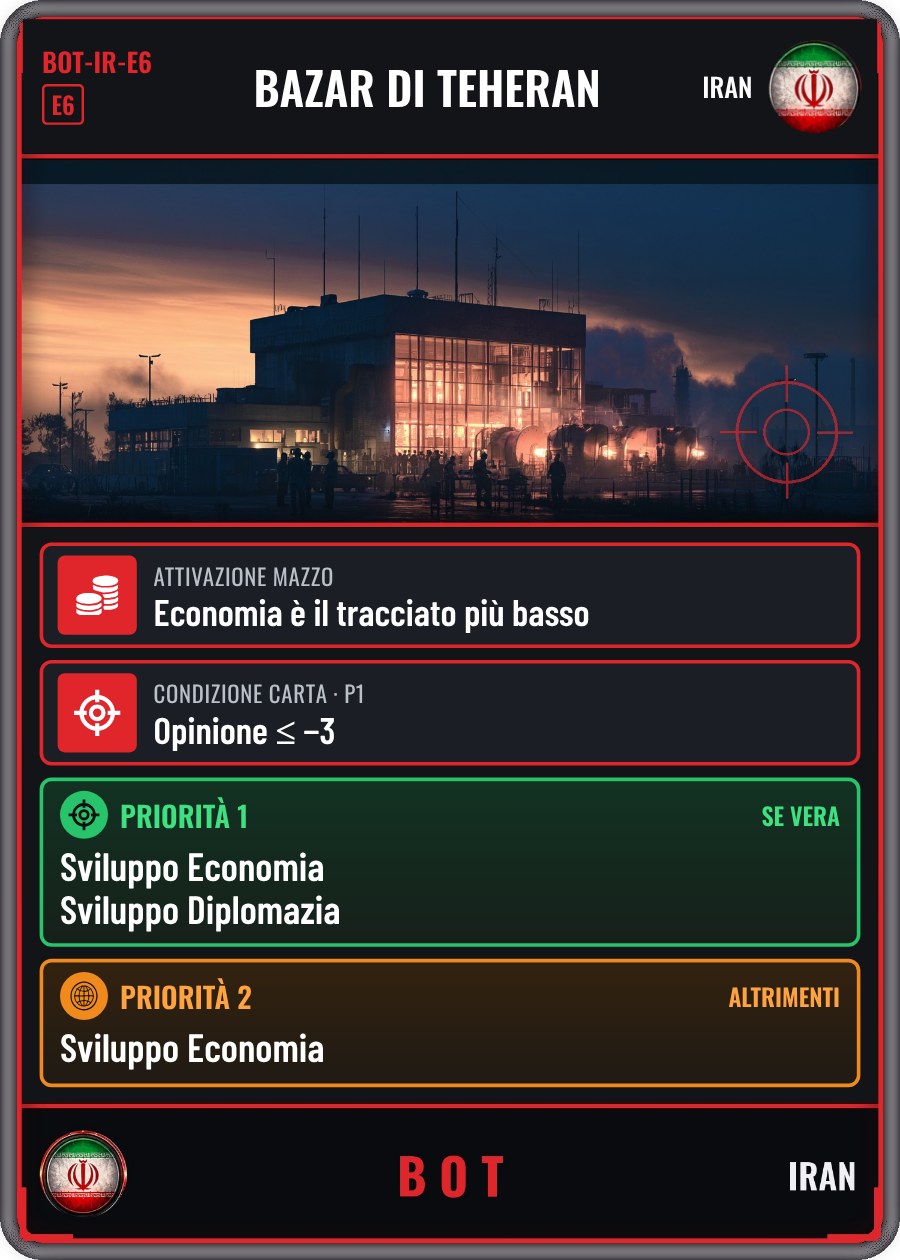 BOT-IR-E6
E6
BAZAR DI TEHERAN
IRAN
ATTIVAZIONE MAZZO
Economia è il tracciato più basso
CONDIZIONE CARTA · P1
Opinione ≤ −3
PRIORITÀ 1
SE VERA
Sviluppo Economia
Sviluppo Diplomazia
PRIORITÀ 2
ALTRIMENTI
Sviluppo Economia
BOT
IRAN